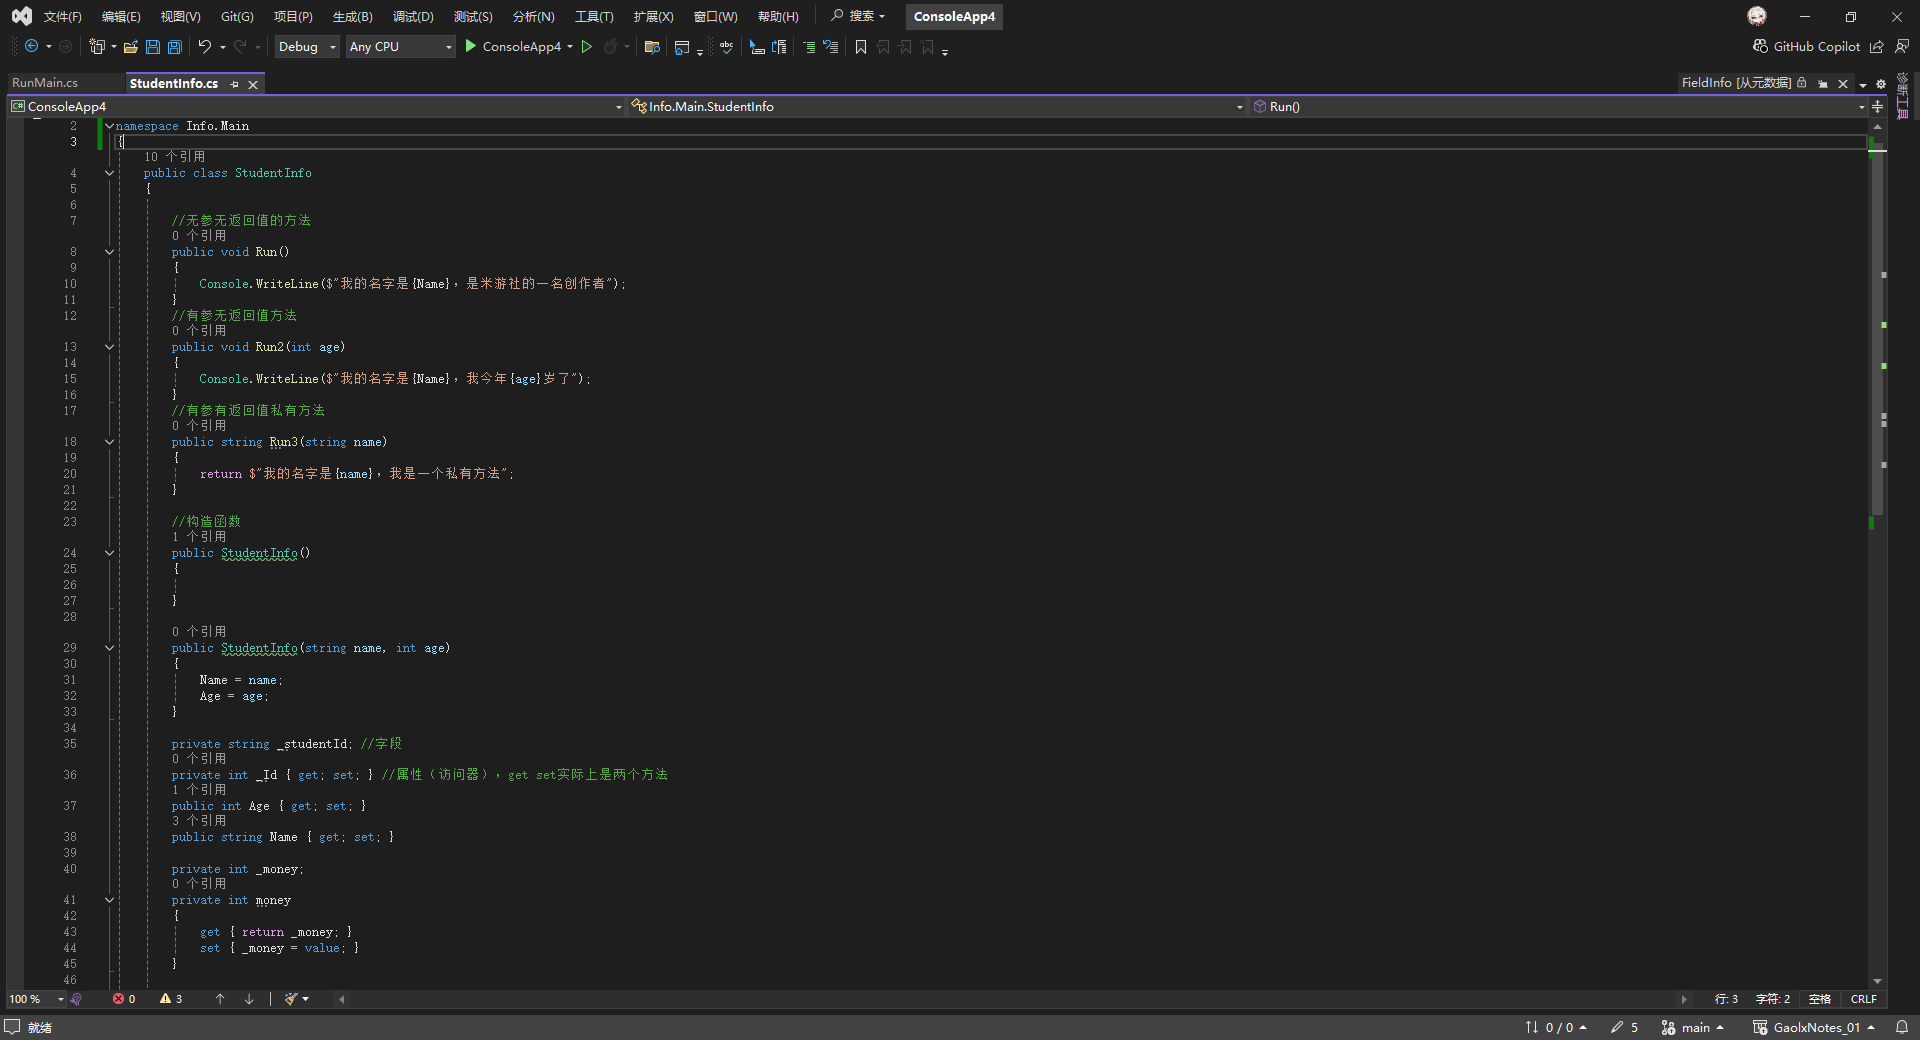 文件(F) 编辑(E) 视图(V) Git(G) 项目(P) 生成(B) 调试(D) 测试(S) 分析(N) 工具(T) 扩展(X) 窗口(W) 帮助(H) 搜索 ConsoleApp4
Debug Any CPU ConsoleApp4 abc GitHub Copilot
RunMain.cs StudentInfo.cs FieldInfo [从元数据]
诊断工具
C# ConsoleApp4 Info.Main.StudentInfo Run()
2 namespace Info.Main
3 {
10 个引用
4 public class StudentInfo
5 {
6
7 //无参无返回值的方法
0 个引用
8 public void Run()
9 {
10 Console.WriteLine($"我的名字是{Name}，是米游社的一名创作者");
11 }
12 //有参无返回值方法
0 个引用
13 public void Run2(int age)
14 {
15 Console.WriteLine($"我的名字是{Name}，我今年{age}岁了");
16 }
17 //有参有返回值私有方法
0 个引用
18 public string Run3(string name)
19 {
20 return $"我的名字是{name}，我是一个私有方法";
21 }
22
23 //构造函数
1 个引用
24 public StudentInfo()
25 {
26
27 }
28
0 个引用
29 public StudentInfo(string name, int age)
30 {
31 Name = name;
32 Age = age;
33 }
34
35 private string _studentId; //字段
0 个引用
36 private int _Id { get; set; } //属性（访问器），get set实际上是两个方法
1 个引用
37 public int Age { get; set; }
3 个引用
38 public string Name { get; set; }
39
40 private int _money;
0 个引用
41 private int money
42 {
43 get { return _money; }
44 set { _money = value; }
45 }
46
100 % 0 3 行: 3 字符: 2 空格 CRLF
就绪 0 / 0 5 main GaolxNotes_01